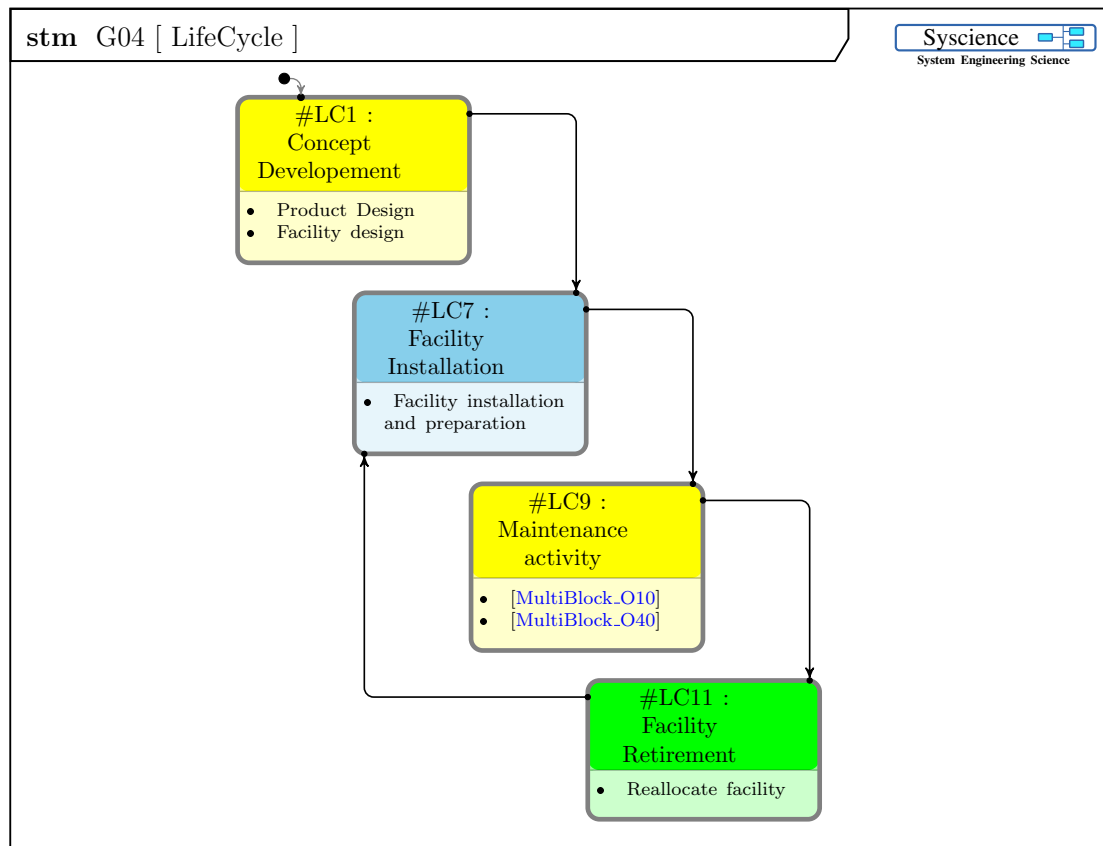 stm G04 [ LifeCycle ]
Syscience
System Engineering Science
#LC1 :
Concept
Developement
• Product Design
• Facility design
#LC7 :
Facility
Installation
• Facility installation
and preparation
#LC9 :
Maintenance
activity
• [MultiBlock_O10]
• [MultiBlock_O40]
#LC11 :
Facility
Retirement
• Reallocate facility